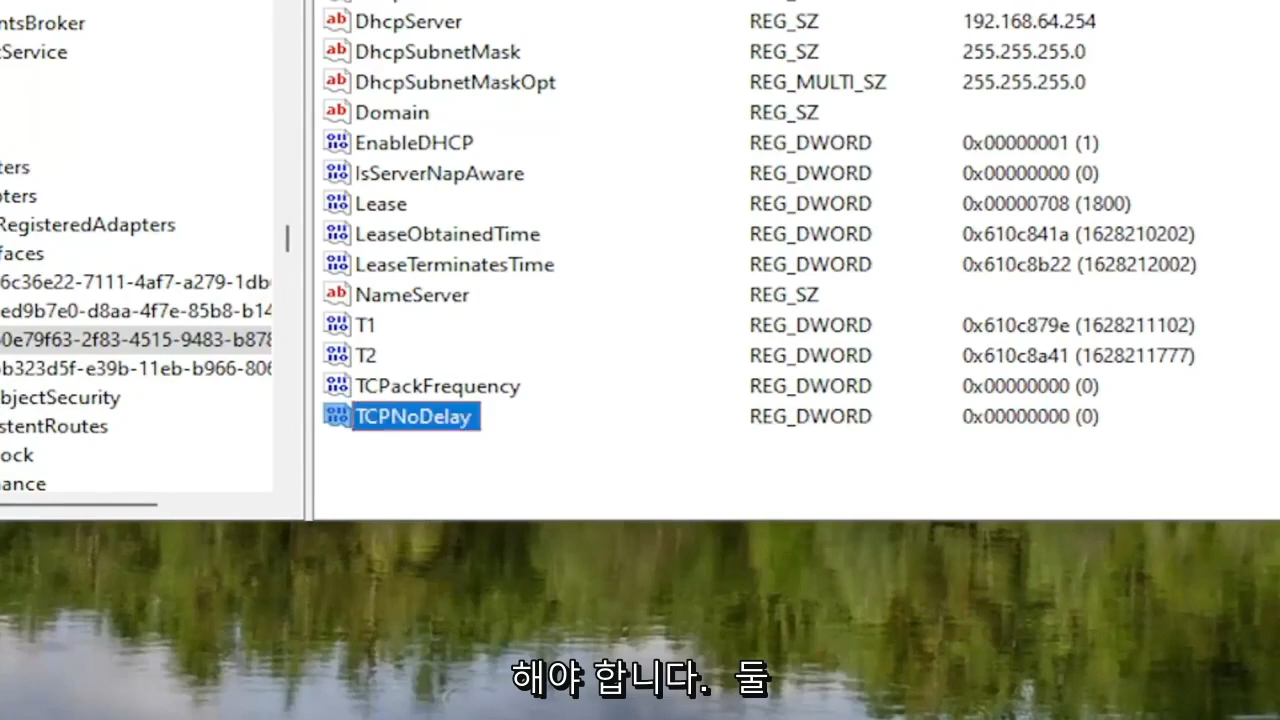 ntsBroker
Service
ters
pters
RegisteredAdapters
faces
6c36e22-7111-4af7-a279-1db
ed9b7e0-d8aa-4f7e-85b8-b14
0e79f63-2f83-4515-9483-b878
b323d5f-e39b-11eb-b966-806
bjectSecurity
stentRoutes
ock
ance
DhcpServer REG_SZ 192.168.64.254
DhcpSubnetMask REG_SZ 255.255.255.0
DhcpSubnetMaskOpt REG_MULTI_SZ 255.255.255.0
Domain REG_SZ
EnableDHCP REG_DWORD 0x00000001 (1)
IsServerNapAware REG_DWORD 0x00000000 (0)
Lease REG_DWORD 0x00000708 (1800)
LeaseObtainedTime REG_DWORD 0x610c841a (1628210202)
LeaseTerminatesTime REG_DWORD 0x610c8b22 (1628212002)
NameServer REG_SZ
T1 REG_DWORD 0x610c879e (1628211102)
T2 REG_DWORD 0x610c8a41 (1628211777)
TCPackFrequency REG_DWORD 0x00000000 (0)
TCPNoDelay REG_DWORD 0x00000000 (0)
해야 합니다. 둘